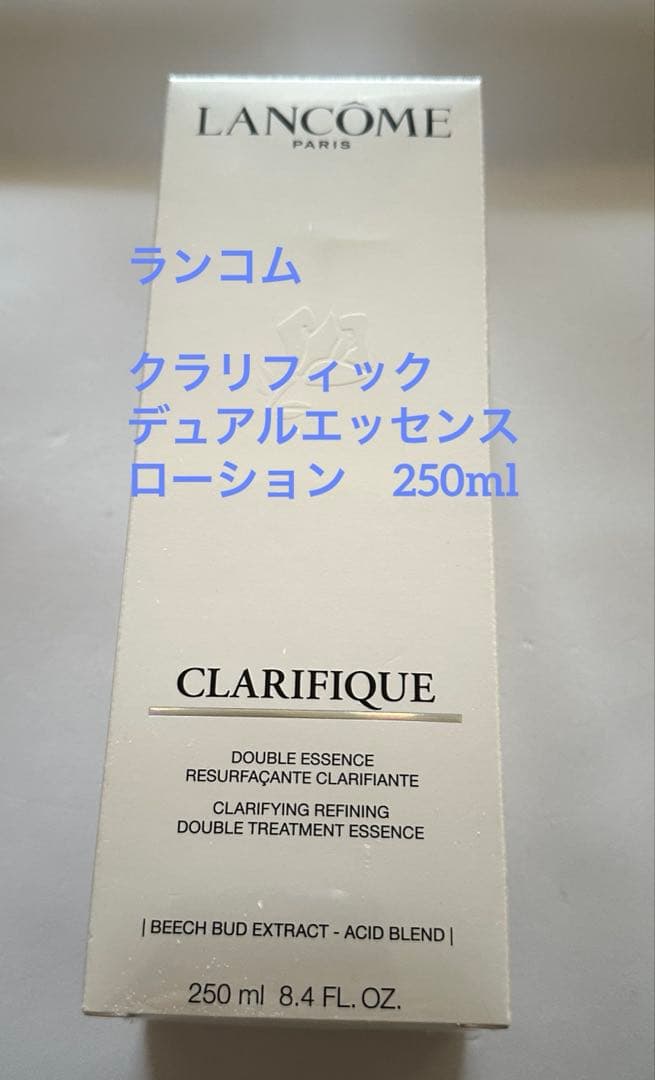 LANCÔME
PARIS
ランコム
クラリフィック
デュアルエッセンス
ローション　250ml
CLARIFIQUE
DOUBLE ESSENCE
RESURFAÇANTE CLARIFIANTE
CLARIFYING REFINING
DOUBLE TREATMENT ESSENCE
| BEECH BUD EXTRACT - ACID BLEND |
250 ml 8.4 FL. OZ.